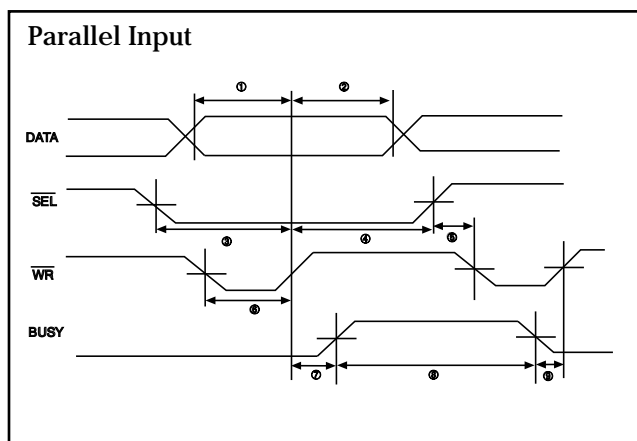 Parallel Input
① ②
DATA
SEL
③ ④ ⑤
WR
⑥
BUSY
⑦ ⑧ ⑨